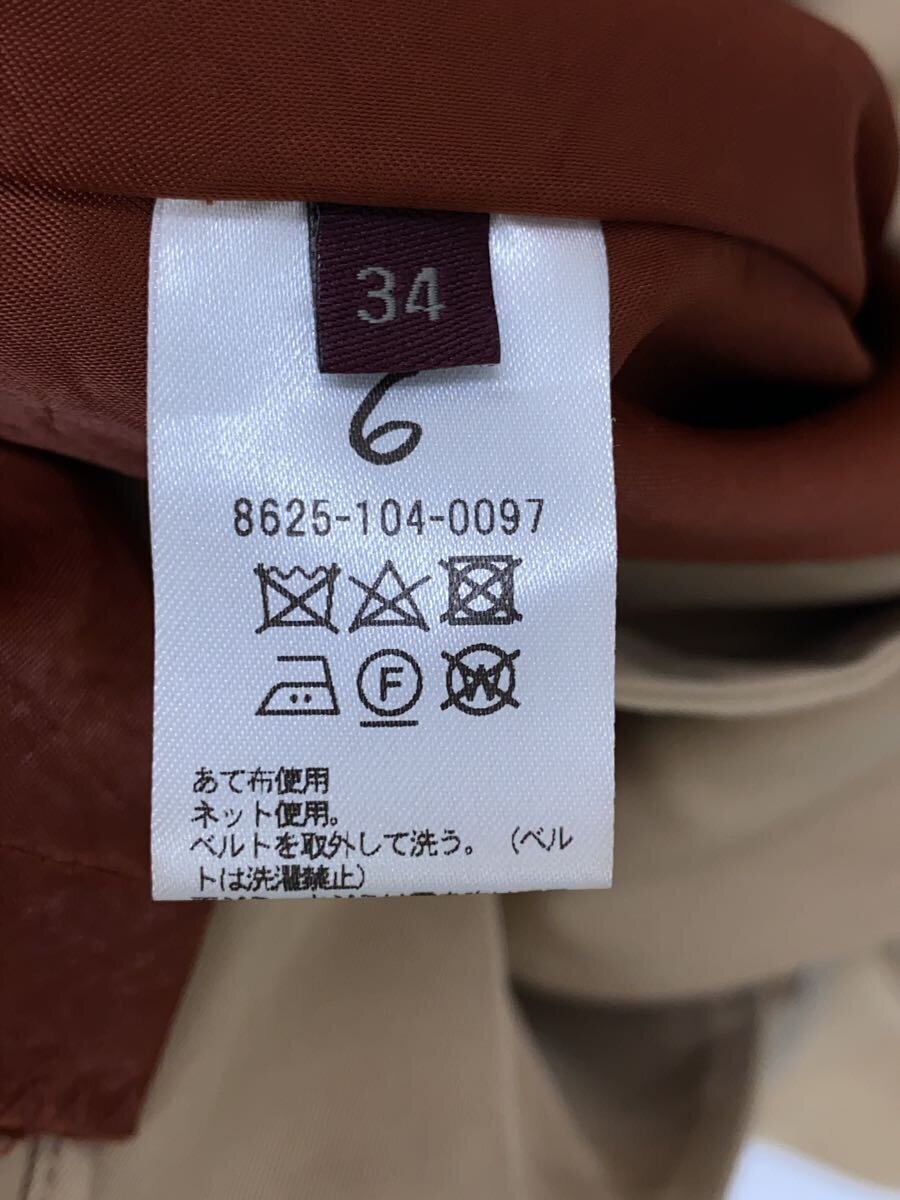 34
6
8625-104-0097
F
W
あて布使用
ネット使用。
ベルトを取外して洗う。（ベル
トは洗濯禁止）